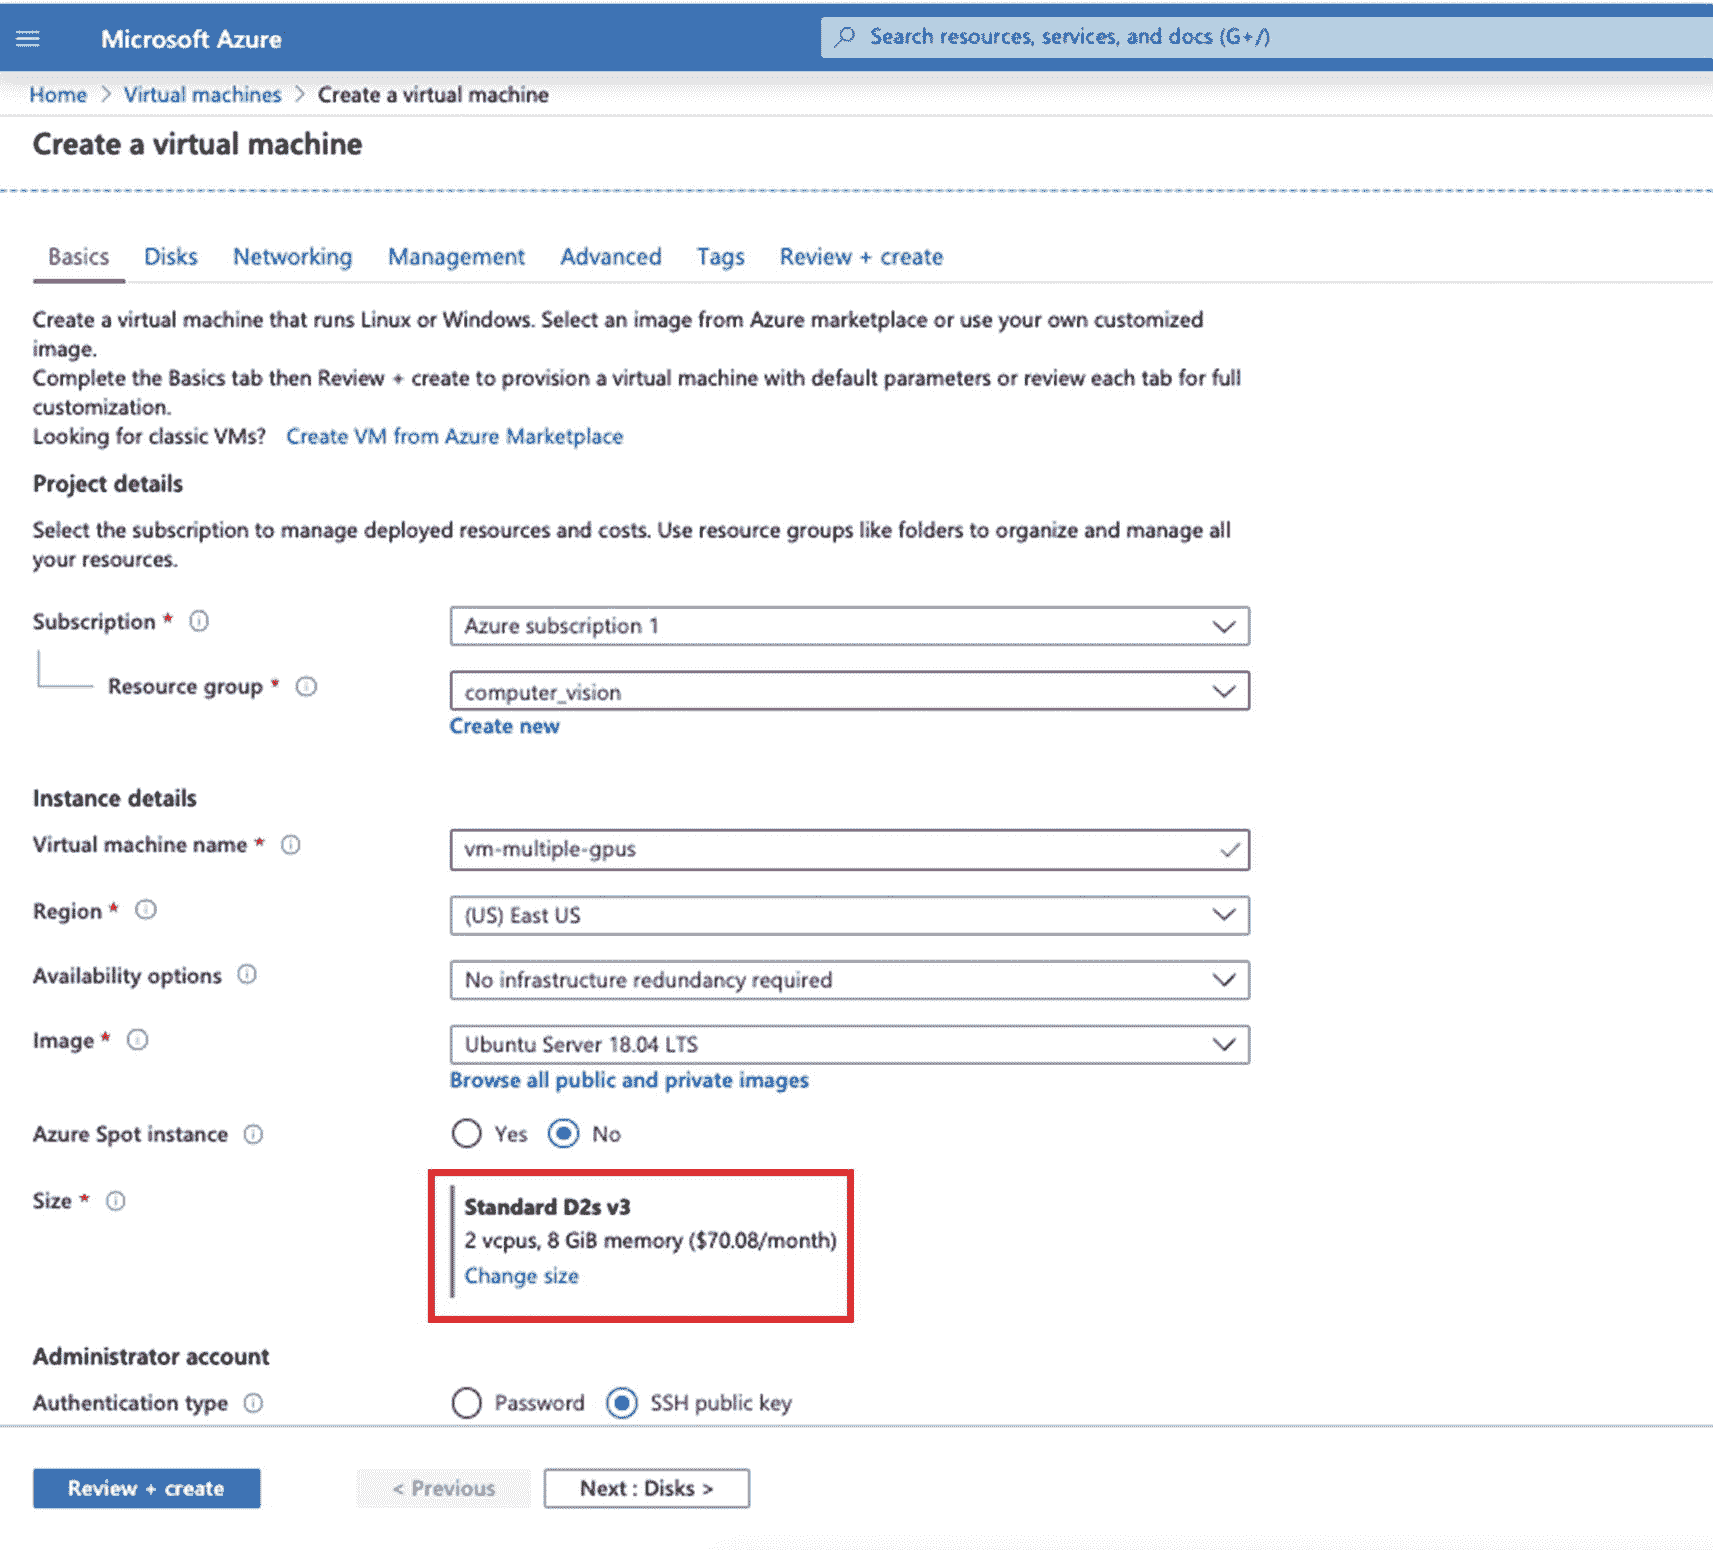 Microsoft Azure
Search resources, services, and docs (G+/)
Home > Virtual machines > Create a virtual machine
Create a virtual machine
Basics Disks Networking Management Advanced Tags Review + create
Create a virtual machine that runs Linux or Windows. Select an image from Azure marketplace or use your own customized
image.
Complete the Basics tab then Review + create to provision a virtual machine with default parameters or review each tab for full
customization.
Looking for classic VMs? Create VM from Azure Marketplace
Project details
Select the subscription to manage deployed resources and costs. Use resource groups like folders to organize and manage all
your resources.
Subscription * Azure subscription 1
Resource group * computer_vision
Create new
Instance details
Virtual machine name * vm-multiple-gpus
Region * (US) East US
Availability options No infrastructure redundancy required
Image * Ubuntu Server 18.04 LTS
Browse all public and private images
Azure Spot instance Yes No
Size * Standard D2s v3
2 vcpus, 8 GiB memory ($70.08/month)
Change size
Administrator account
Authentication type Password SSH public key
Review + create < Previous Next : Disks >